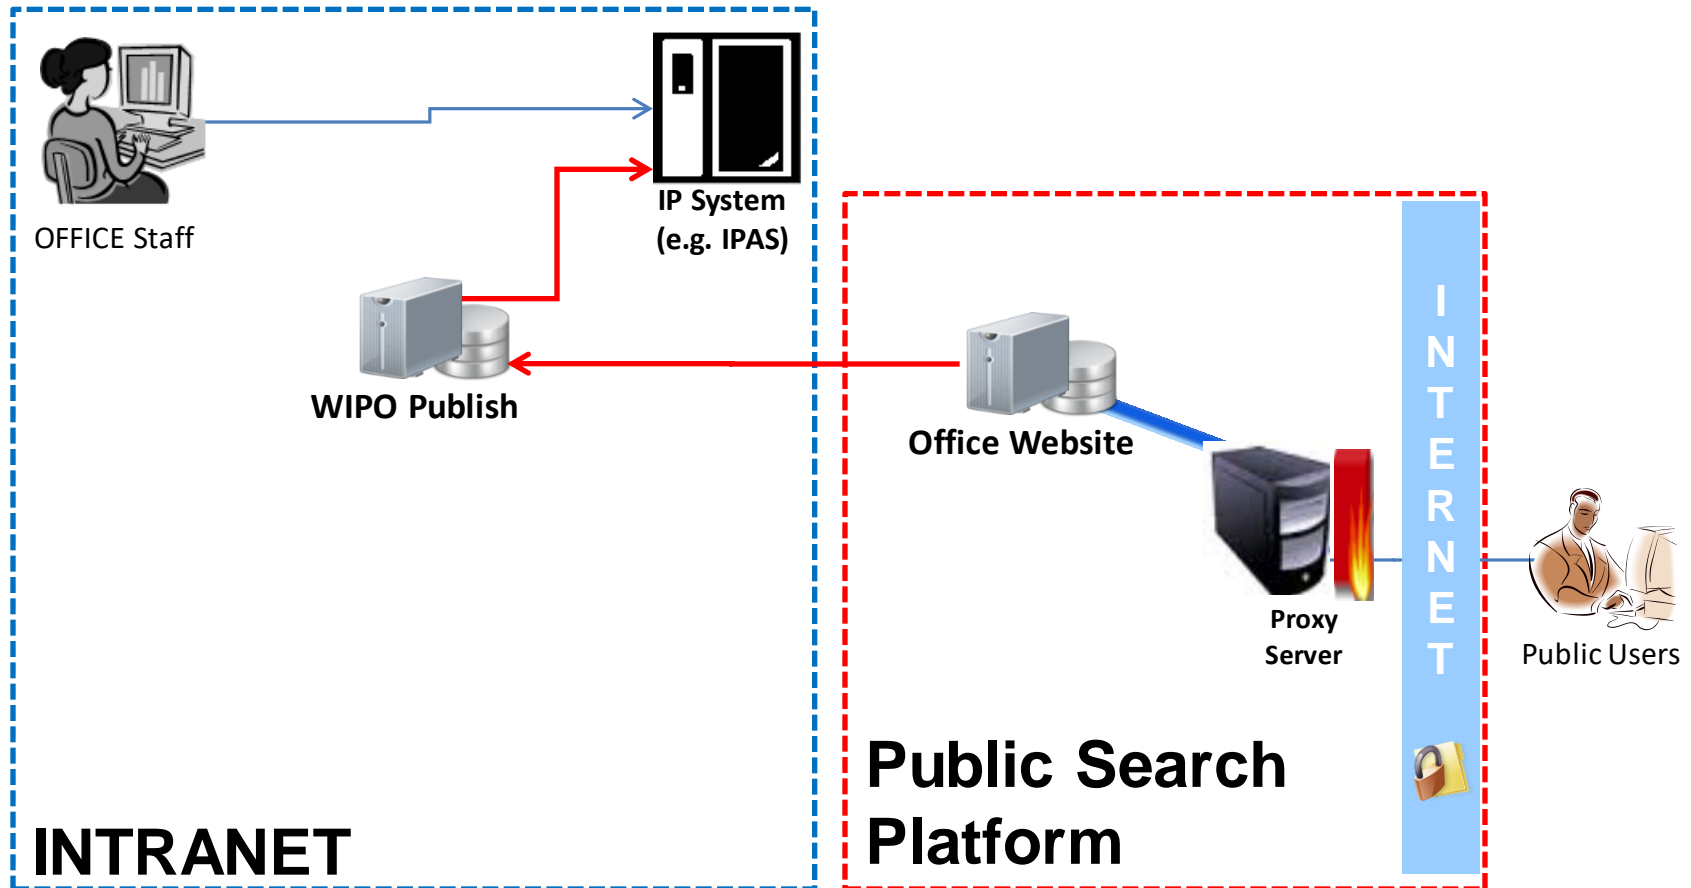 OFFICE Staff
IP System
(e.g. IPAS)
WIPO Publish
INTRANET
Office Website
Proxy
Server
I
N
T
E
R
N
E
T
Public Users
Public Search
Platform